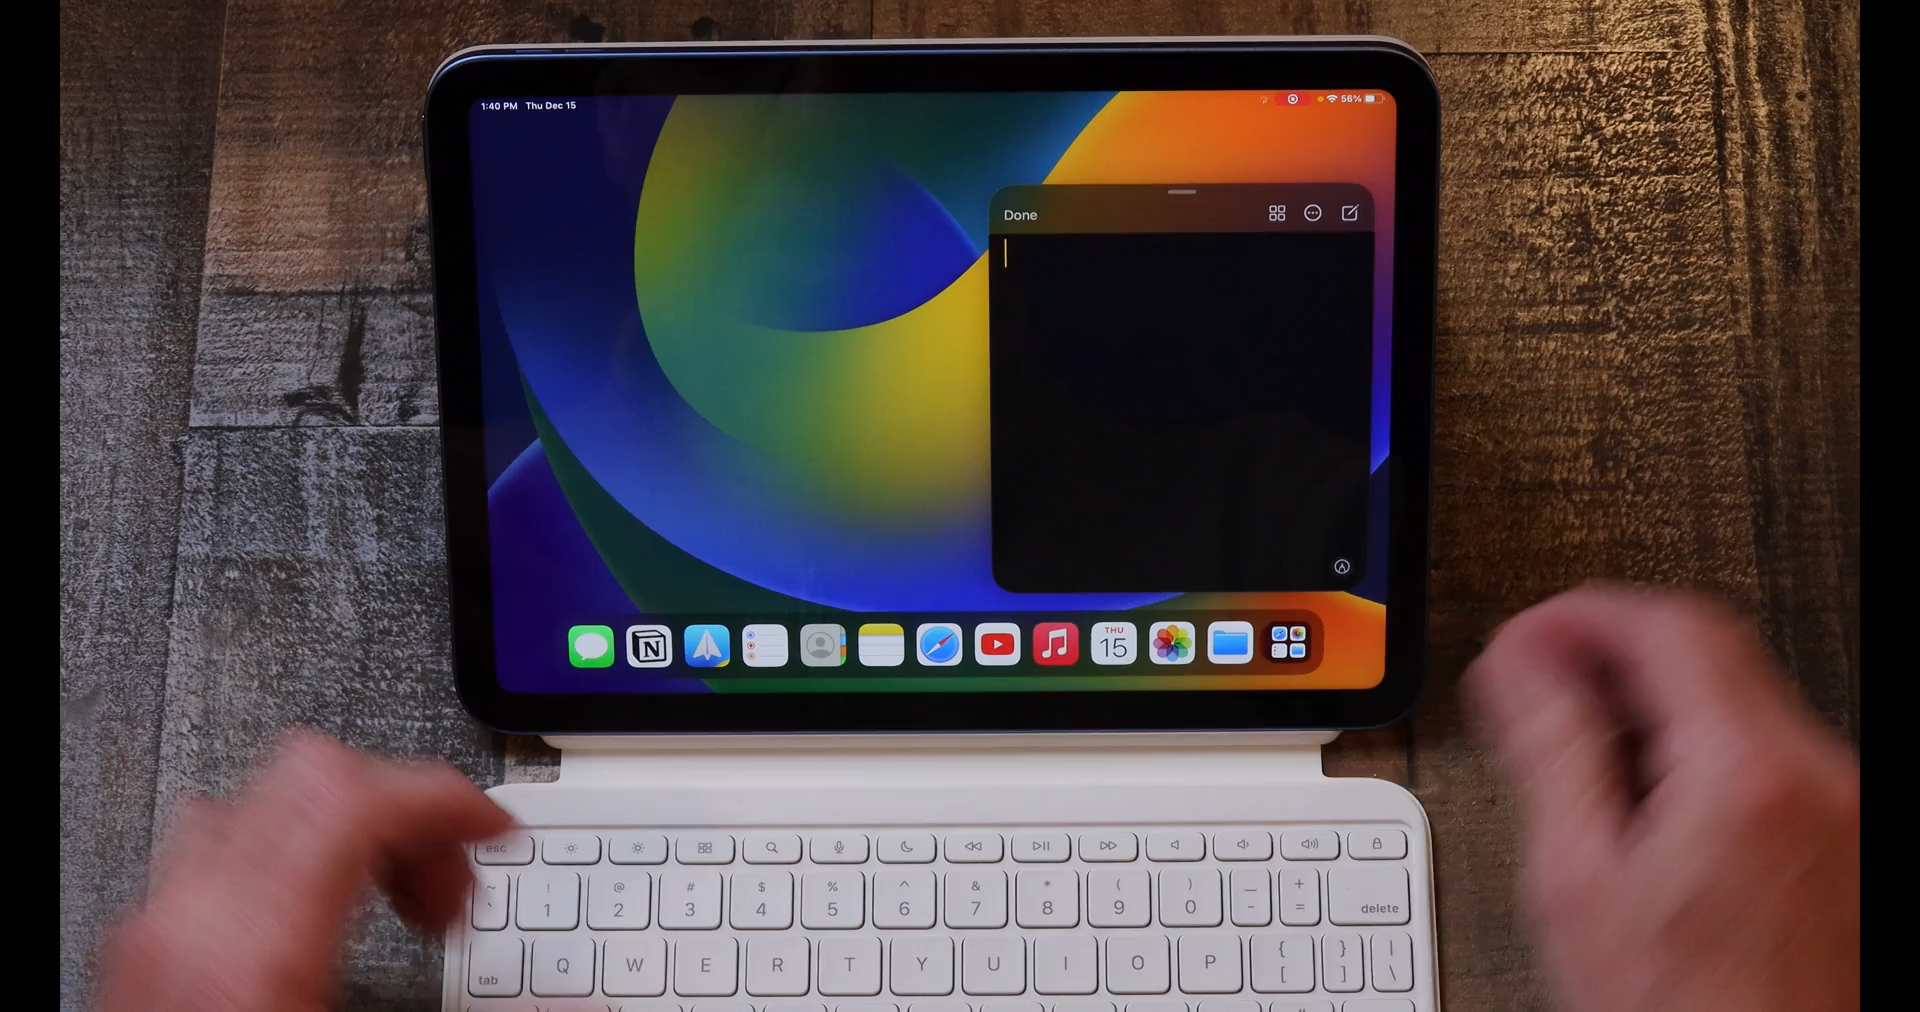 1:40 PM Thu Dec 15
56%
Done
N
THU
15
esc
~ ! @ # $ % ^ & * ( ) _ +
` 1 2 3 4 5 6 7 8 9 0 - = delete
{ } |
tab Q W E R T Y U I O P [ ] \